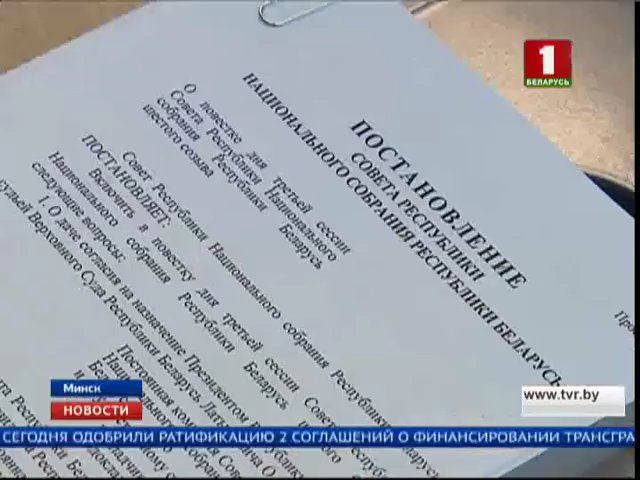 1
БЕЛАРУСЬ
ПОСТАНОВЛЕНИЕ
СОВЕТА РЕСПУБЛИКИ
НАЦИОНАЛЬНОГО СОБРАНИЯ РЕСПУБЛИКИ БЕЛАРУСЬ
О повестке дня третьей сессии
Совета Республики Национального
собрания Республики Беларусь
шестого созыва
Совет Республики Национального собрания Республики
ПОСТАНОВЛЯЕТ:
Включить в повестку дня третьей сессии Совета
Национального собрания Республики Беларусь
следующие вопросы:
1. О даче согласия на назначение Президентом Республики
судьей Верховного Суда Республики Беларусь
Постоянная
Минск
НОВОСТИ
www.tvr.by
СЕГОДНЯ ОДОБРИЛИ РАТИФИКАЦИЮ 2 СОГЛАШЕНИЙ О ФИНАНСИРОВАНИИ ТРАНСГРА